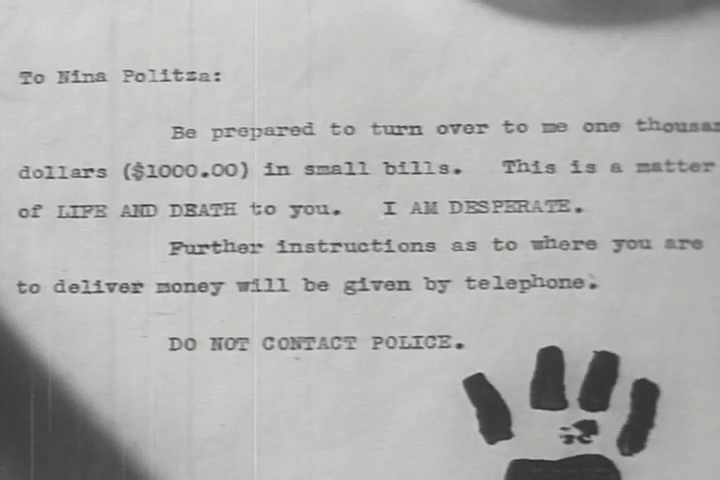 To Nina Politza:
Be prepared to turn over to me one thousan
dollars ($1000.00) in small bills. This is a matter
of LIFE AND DEATH to you. I AM DESPERATE.
Further instructions as to where you are
to deliver money will be given by telephone.
DO NOT CONTACT POLICE.